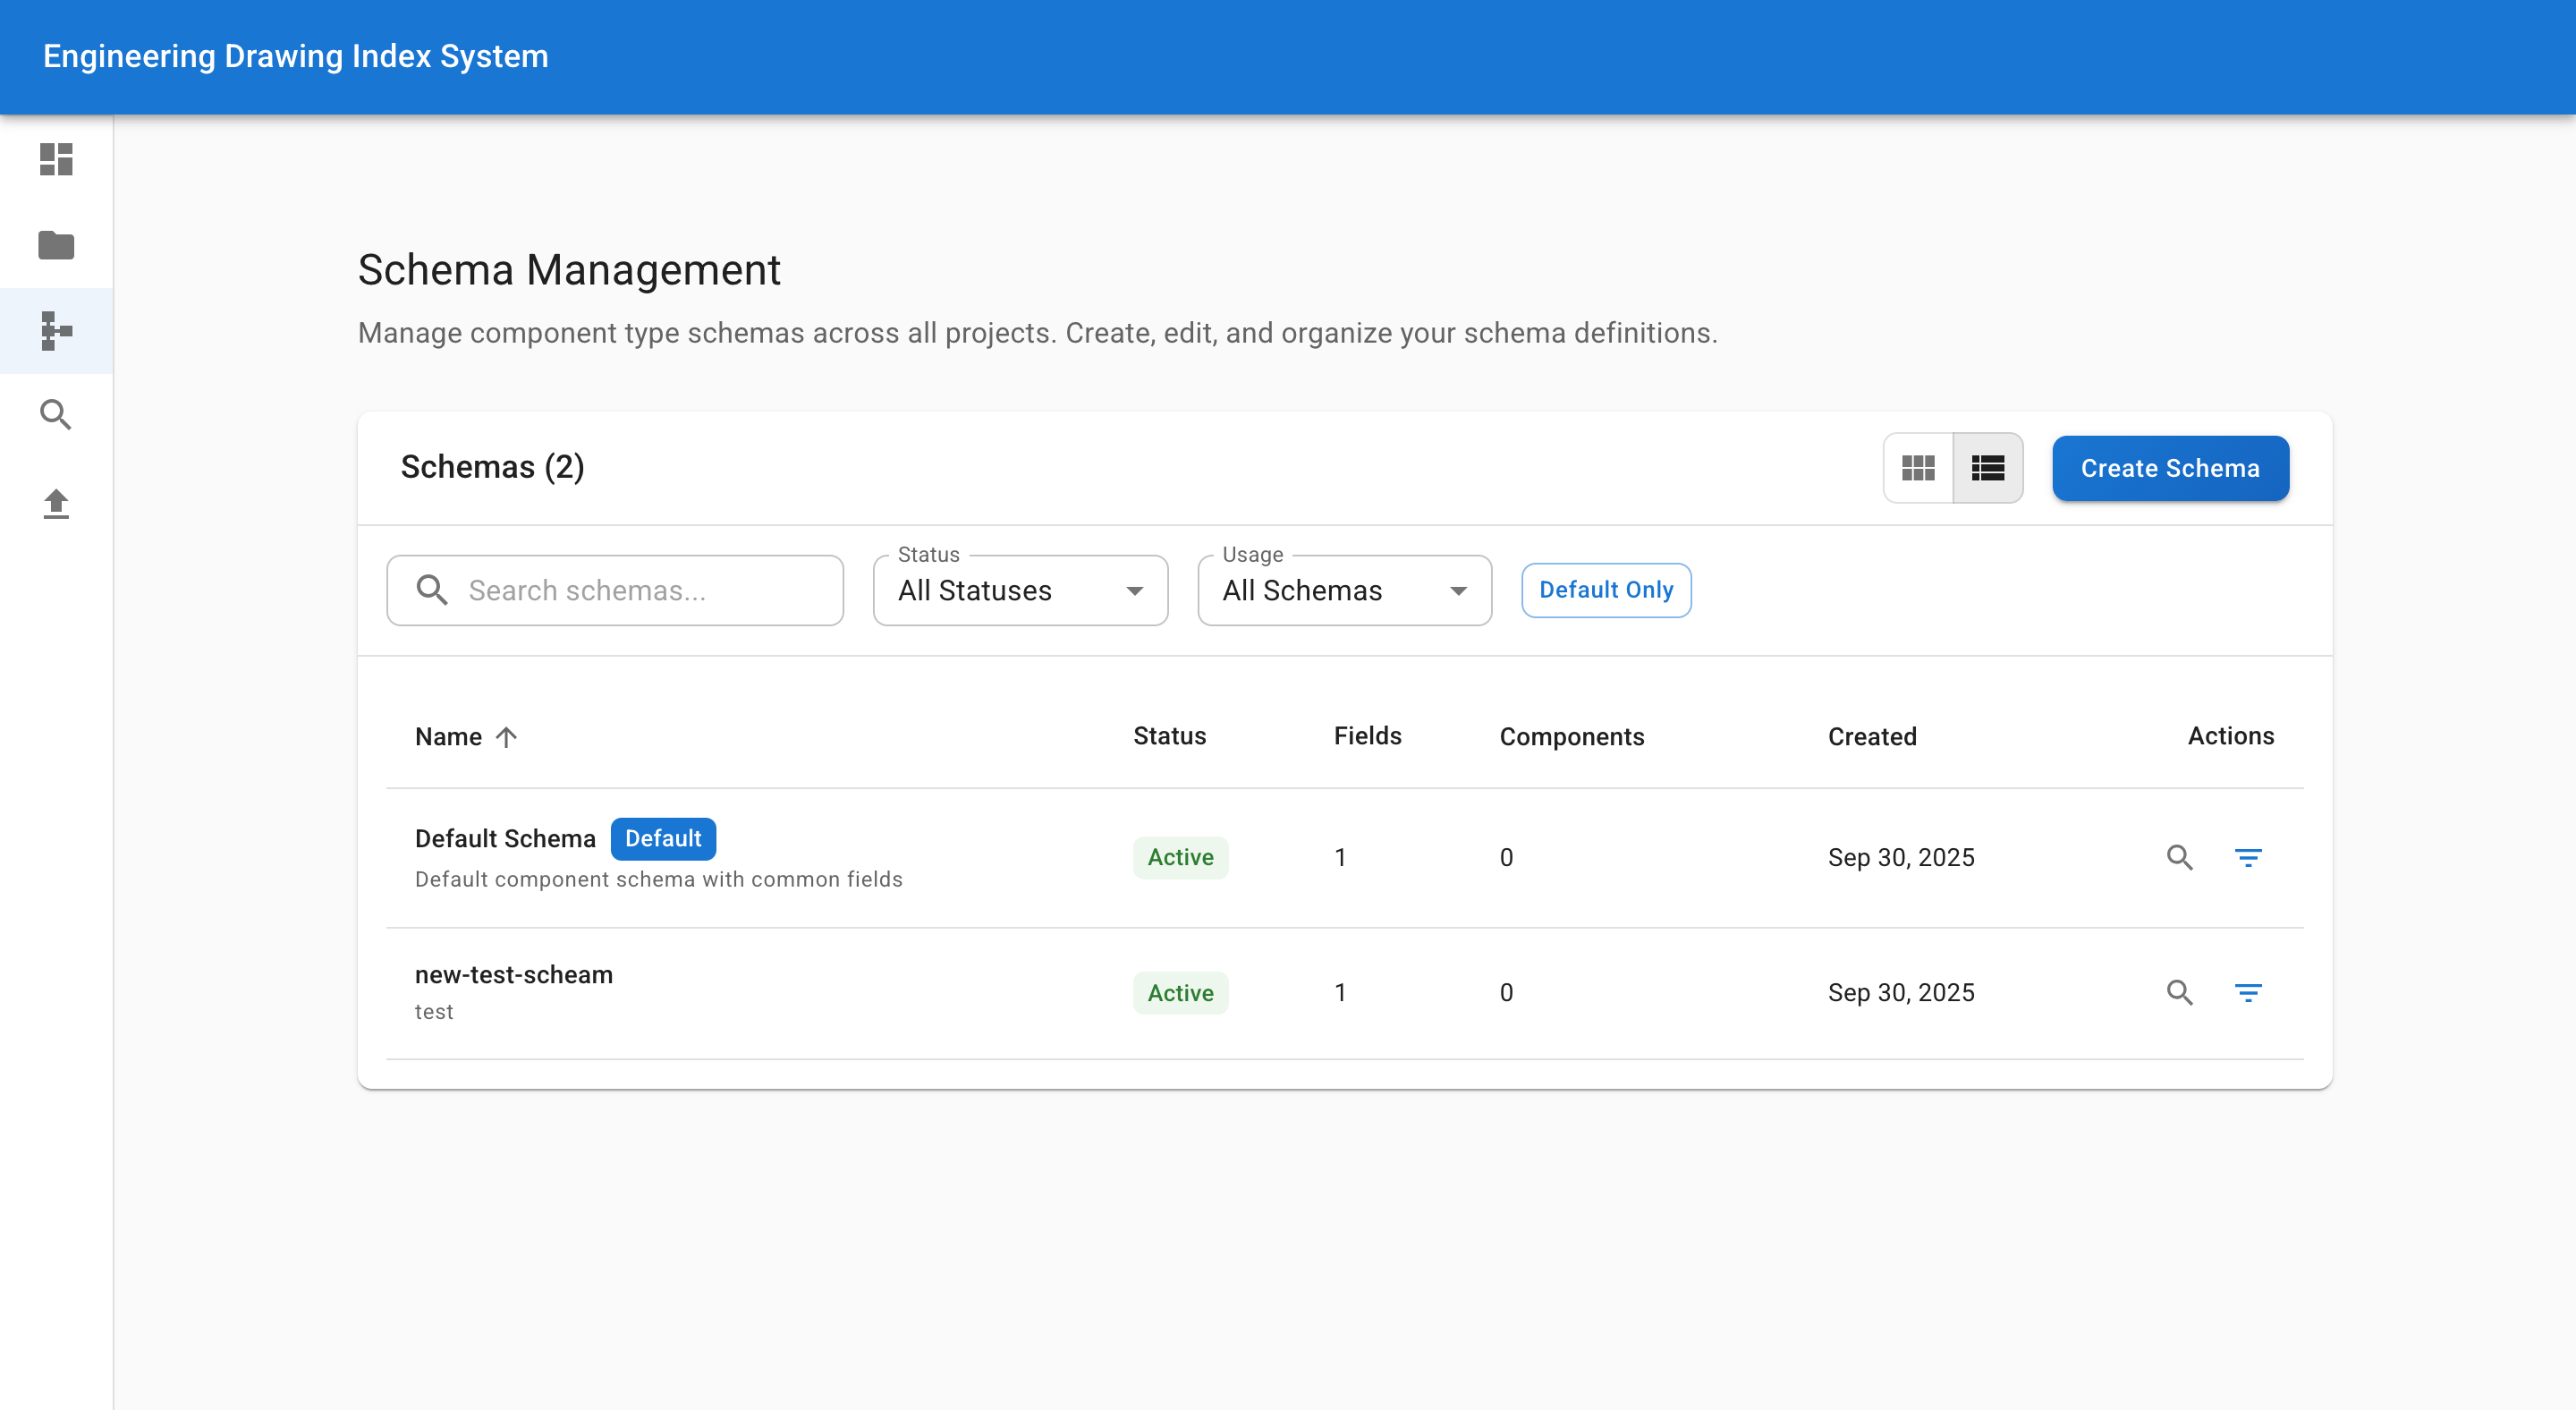 Engineering Drawing Index System
Schema Management
Manage component type schemas across all projects. Create, edit, and organize your schema definitions.
Schemas (2)
Create Schema
Search schemas...
Status
All Statuses
Usage
All Schemas
Default Only
Name Status Fields Components Created Actions
Default Schema Default
Default component schema with common fields
Active 1 0 Sep 30, 2025
new-test-scheam
test
Active 1 0 Sep 30, 2025